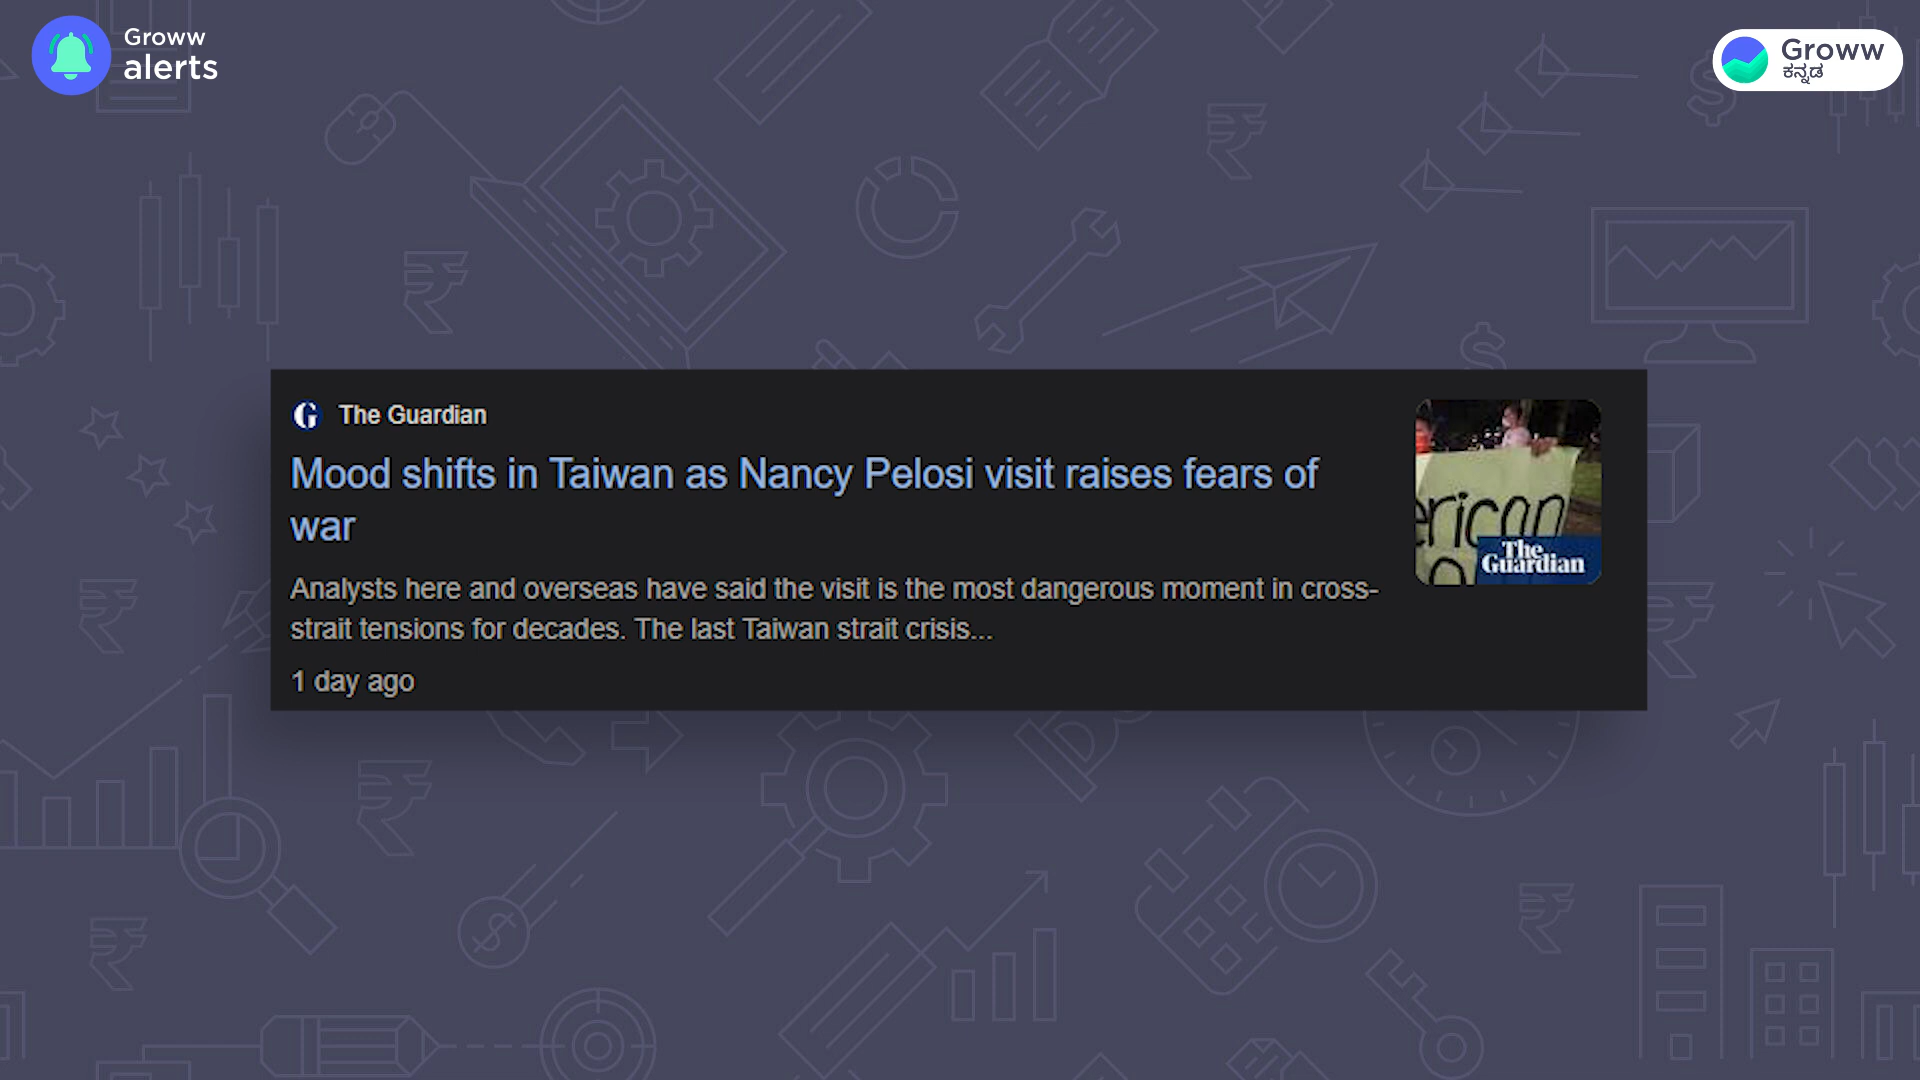 Groww
alerts
Groww
ಕನ್ನಡ
The Guardian
Mood shifts in Taiwan as Nancy Pelosi visit raises fears of
war
Analysts here and overseas have said the visit is the most dangerous moment in cross-
strait tensions for decades. The last Taiwan strait crisis...
1 day ago
erican
The
Guardian